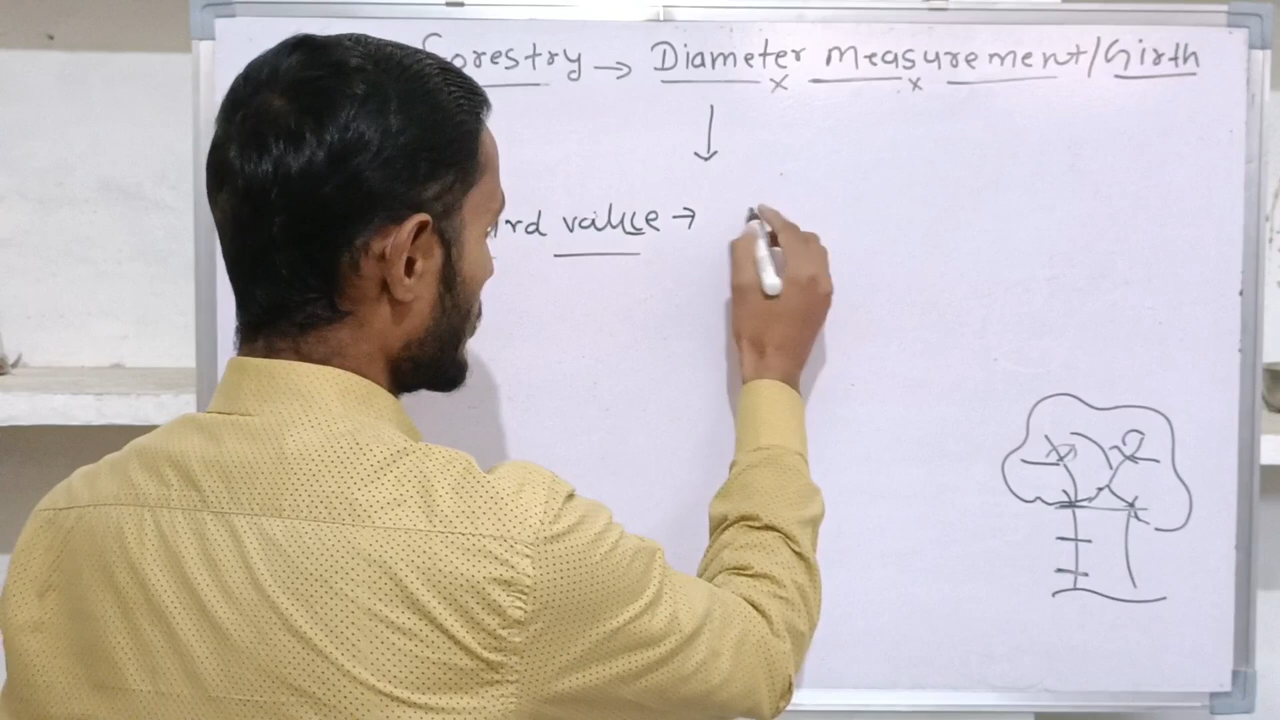 Forestry → Diameter Measurement/Girth
value →